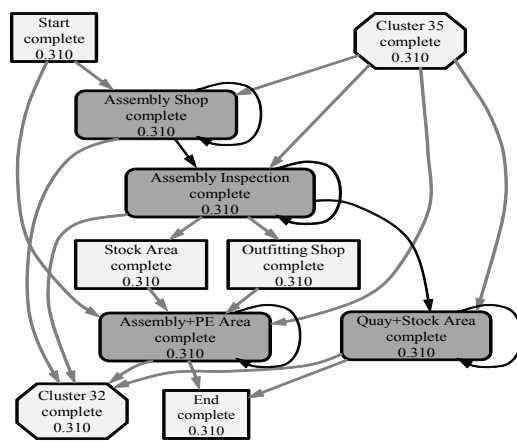 Start
complete
0.310
Cluster 35
complete
0.310
Assembly Shop
complete
0.310
Assembly Inspection
complete
0.310
Stock Area
complete
0.310
Outfitting Shop
complete
0.310
Assembly+PE Area
complete
0.310
Quay+Stock Area
complete
0.310
Cluster 32
complete
0.310
End
complete
0.310